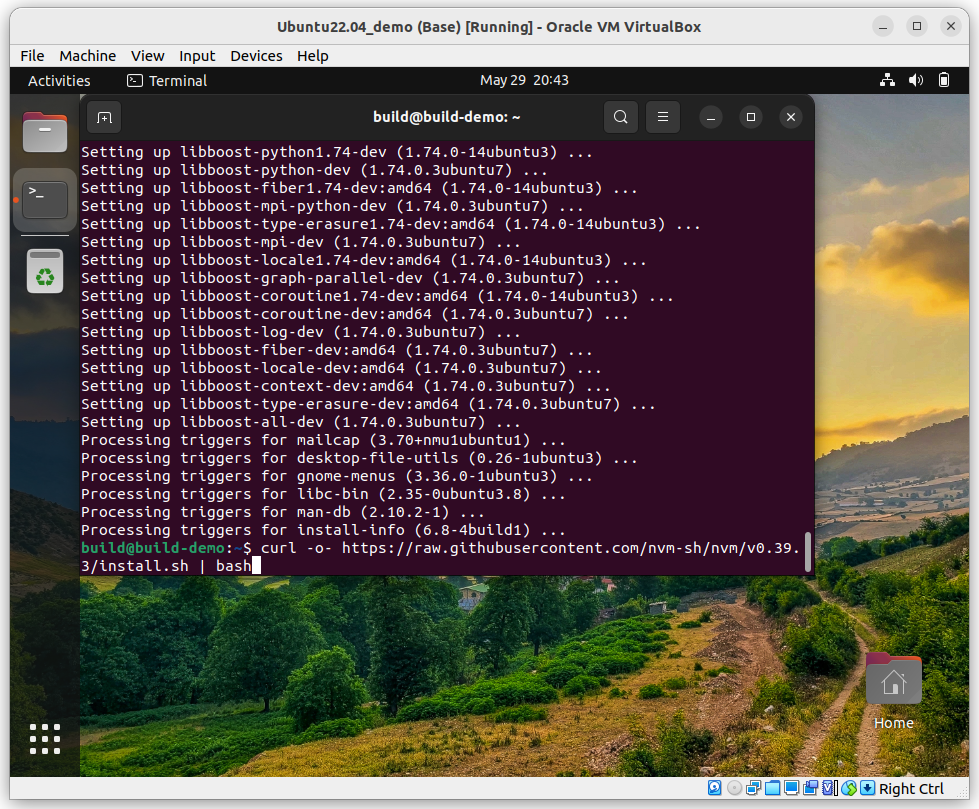 Ubuntu22.04_demo (Base) [Running] - Oracle VM VirtualBox
File Machine View Input Devices Help
Activities Terminal May 29 20:43
build@build-demo: ~
Setting up libboost-python1.74-dev (1.74.0-14ubuntu3) ...
Setting up libboost-python-dev (1.74.0.3ubuntu7) ...
Setting up libboost-fiber1.74-dev:amd64 (1.74.0-14ubuntu3) ...
Setting up libboost-mpi-python-dev (1.74.0.3ubuntu7) ...
Setting up libboost-type-erasure1.74-dev:amd64 (1.74.0-14ubuntu3) ...
Setting up libboost-mpi-dev (1.74.0.3ubuntu7) ...
Setting up libboost-locale1.74-dev:amd64 (1.74.0-14ubuntu3) ...
Setting up libboost-graph-parallel-dev (1.74.0.3ubuntu7) ...
Setting up libboost-coroutine1.74-dev:amd64 (1.74.0-14ubuntu3) ...
Setting up libboost-coroutine-dev:amd64 (1.74.0.3ubuntu7) ...
Setting up libboost-log-dev (1.74.0.3ubuntu7) ...
Setting up libboost-fiber-dev:amd64 (1.74.0.3ubuntu7) ...
Setting up libboost-locale-dev:amd64 (1.74.0.3ubuntu7) ...
Setting up libboost-context-dev:amd64 (1.74.0.3ubuntu7) ...
Setting up libboost-type-erasure-dev:amd64 (1.74.0.3ubuntu7) ...
Setting up libboost-all-dev (1.74.0.3ubuntu7) ...
Processing triggers for mailcap (3.70+nmu1ubuntu1) ...
Processing triggers for desktop-file-utils (0.26-1ubuntu3) ...
Processing triggers for gnome-menus (3.36.0-1ubuntu3) ...
Processing triggers for libc-bin (2.35-0ubuntu3.8) ...
Processing triggers for man-db (2.10.2-1) ...
Processing triggers for install-info (6.8-4build1) ...
build@build-demo:~$ curl -o- https://raw.githubusercontent.com/nvm-sh/nvm/v0.39.
3/install.sh | bash
Home
Right Ctrl